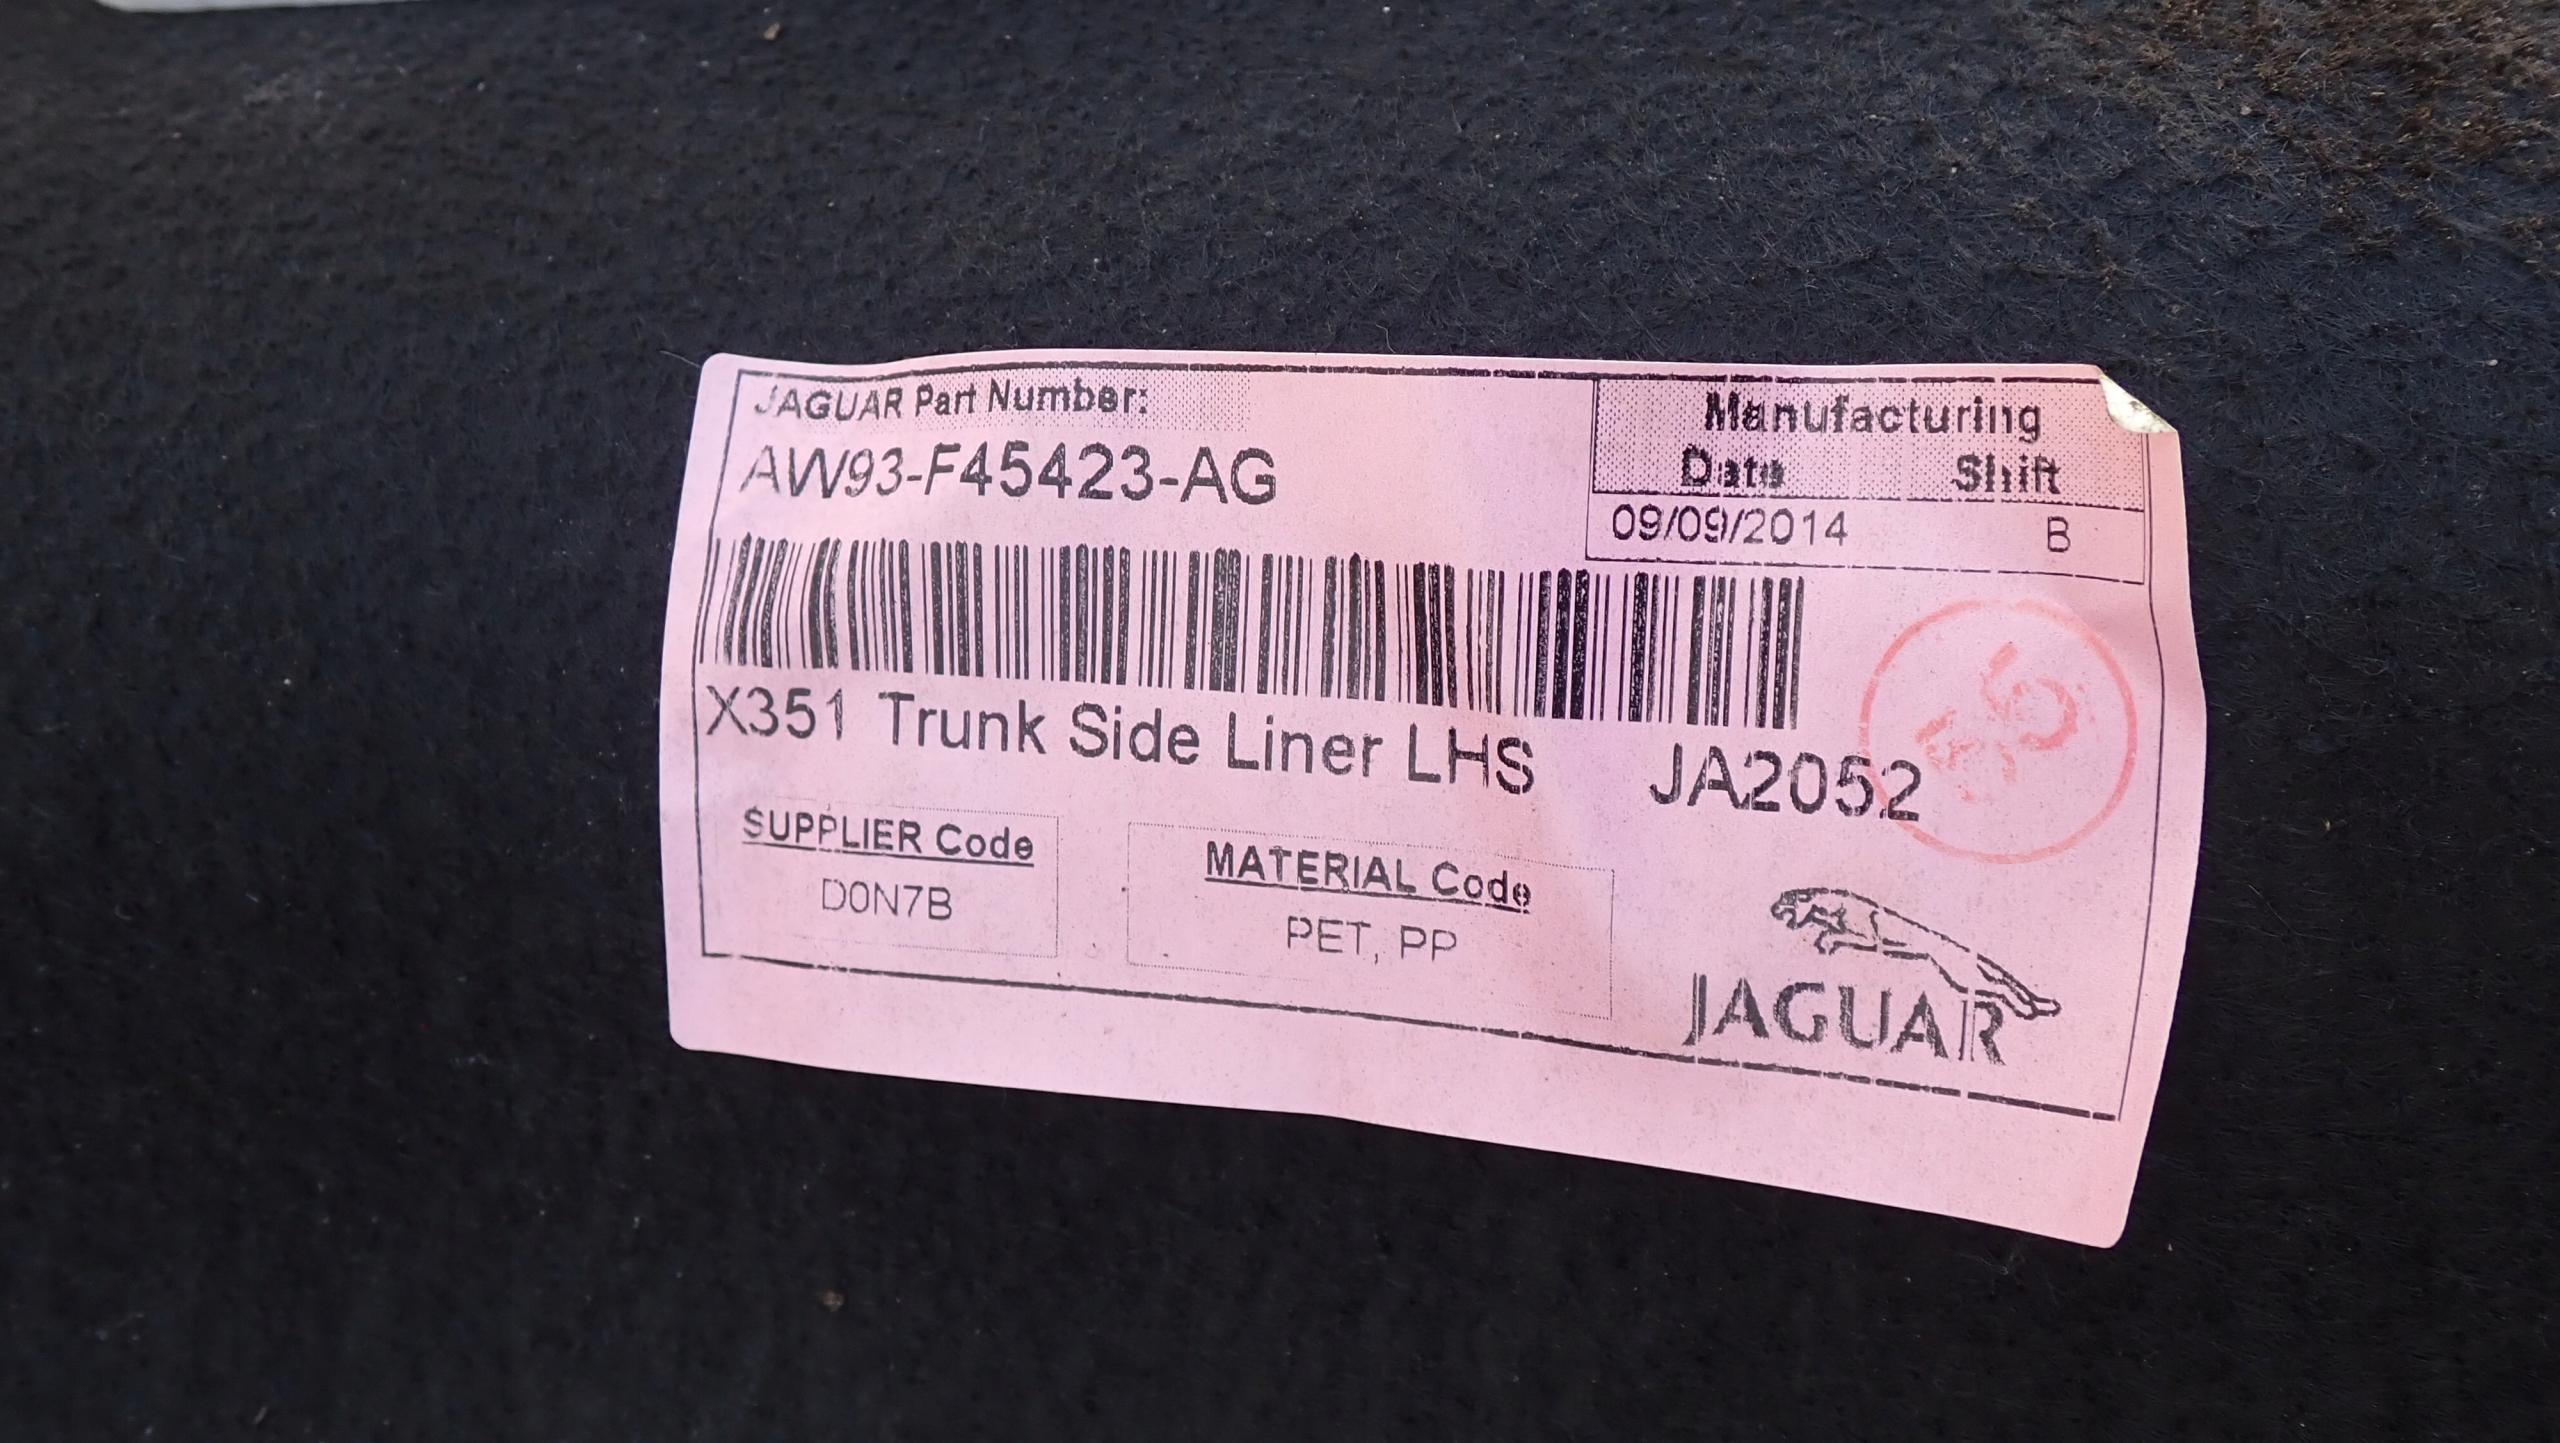 JAGUAR Part Number:
AW93-F45423-AG
Manufacturing
Date Shift
09/09/2014 B
X351 Trunk Side Liner LHS JA2052
SUPPLIER Code
D0N7B
MATERIAL Code
PET, PP
JAGUAR